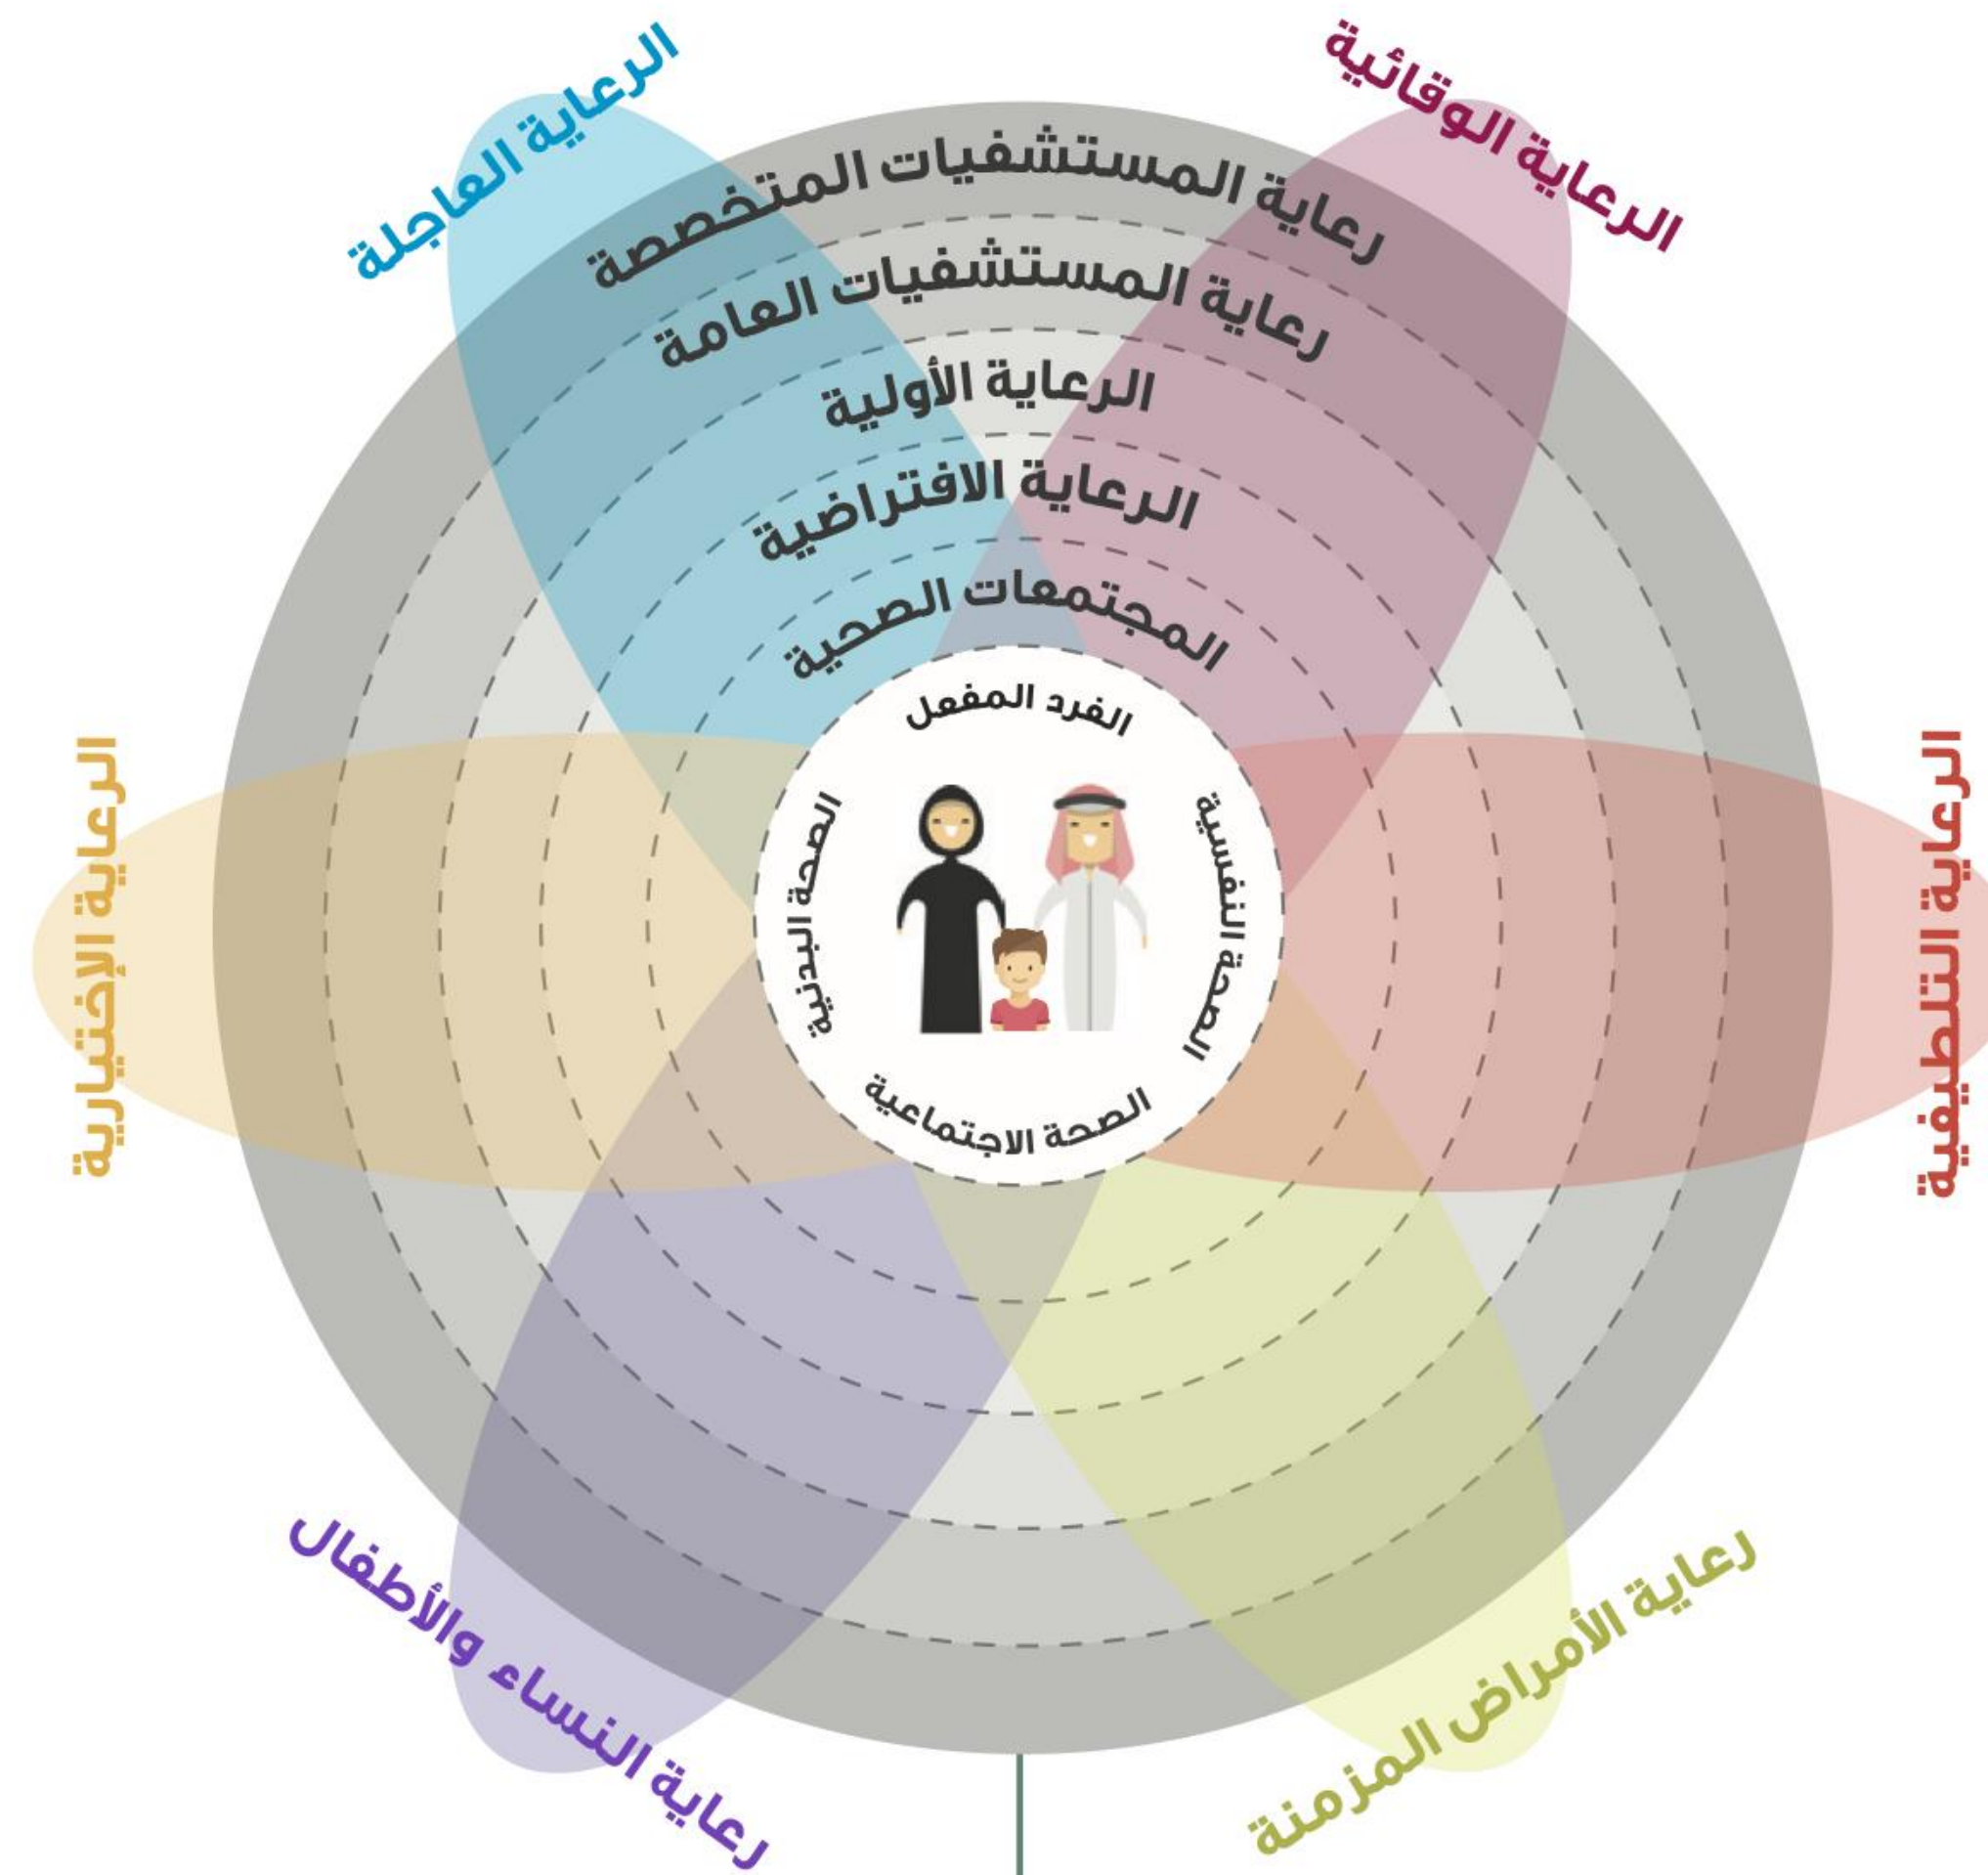 الرعاية الوقائية
الرعاية العاجلة
رعاية المستشفيات المتخصصة
رعاية المستشفيات العامة
الرعاية الأولية
الرعاية الافتراضية
المجتمعات الصحية
الفرد المفعل
الصحة النفسية
الصحة البدنية
الصحة الاجتماعية
الرعاية التلطيفية
الرعاية الإختيارية
رعاية الأمراض المزمنة
رعاية النساء والأطفال